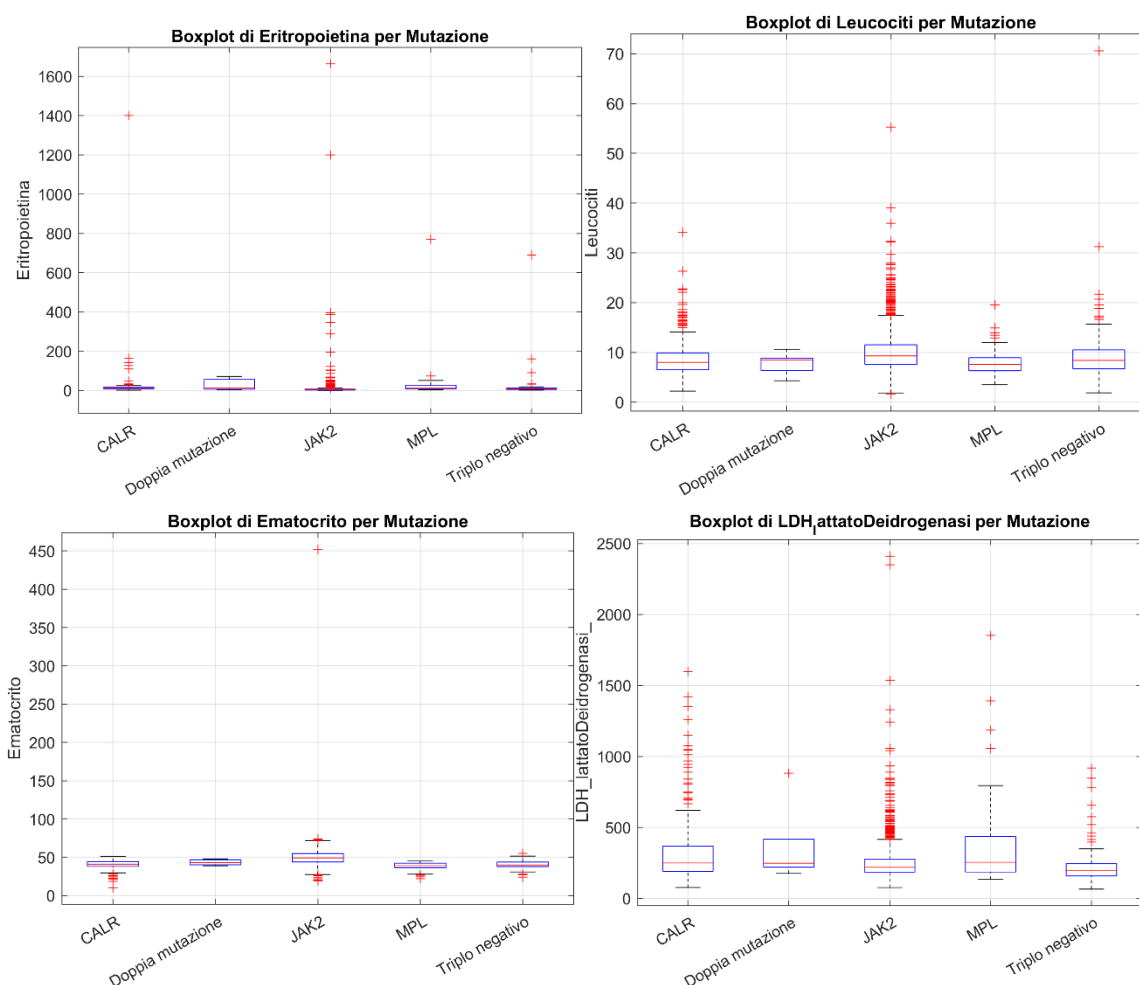 Boxplot di Eritropoietina per Mutazione
Eritropoietina
1600
1400
1200
1000
800
600
400
200
0
CALR
Doppia mutazione
JAK2
MPL
Triplo negativo
Boxplot di Leucociti per Mutazione
Leucociti
70
60
50
40
30
20
10
0
CALR
Doppia mutazione
JAK2
MPL
Triplo negativo
Boxplot di Ematocrito per Mutazione
Ematocrito
450
400
350
300
250
200
150
100
50
0
CALR
Doppia mutazione
JAK2
MPL
Triplo negativo
Boxplot di LDH_lattatoDeidrogenasi per Mutazione
LDH_lattatoDeidrogenasi_
2500
2000
1500
1000
500
0
CALR
Doppia mutazione
JAK2
MPL
Triplo negativo